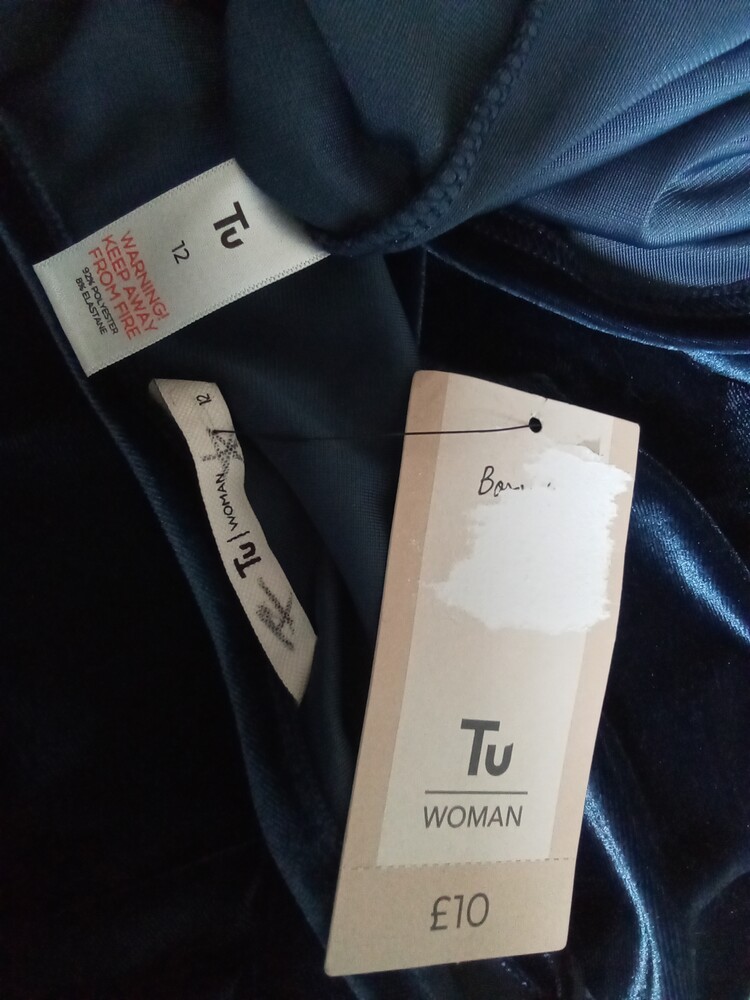 Tu
12
WARNING!
KEEP AWAY
FROM FIRE
92% POLYESTER
8% ELASTANE
12
Tu | WOMAN
Tu
WOMAN
£10